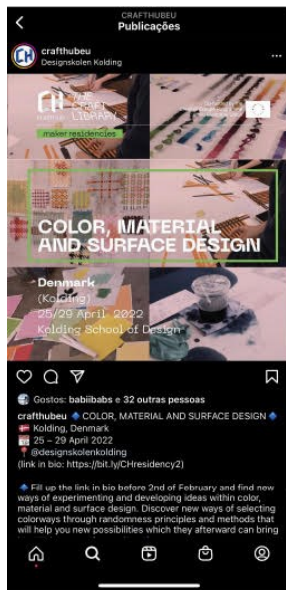 CRAFTHUBEU
Publicações
crafthubeu
Designskolen Kolding
THE
CRAFT
LIBRARY
maker residencies
COLOR, MATERIAL
AND SURFACE DESIGN
Denmark
(Kolding)
25/29 April 2022
Kolding School of Design
Gostos: babiibabs e 32 outras pessoas
crafthubeu 🔹 COLOR, MATERIAL AND SURFACE DESIGN 🔹
🇩🇰 Kolding, Denmark
📅 25 – 29 April 2022
📍 @designskolenkolding
(link in bio: https://bit.ly/CHresidency2)
🔹 Fill up the link in bio before 2nd of February and find new
ways of experimenting and developing ideas within color,
material and surface design. Discover new ways of selecting
colorways through randomness principles and methods that
will help you new possibilities which they afterward can bring